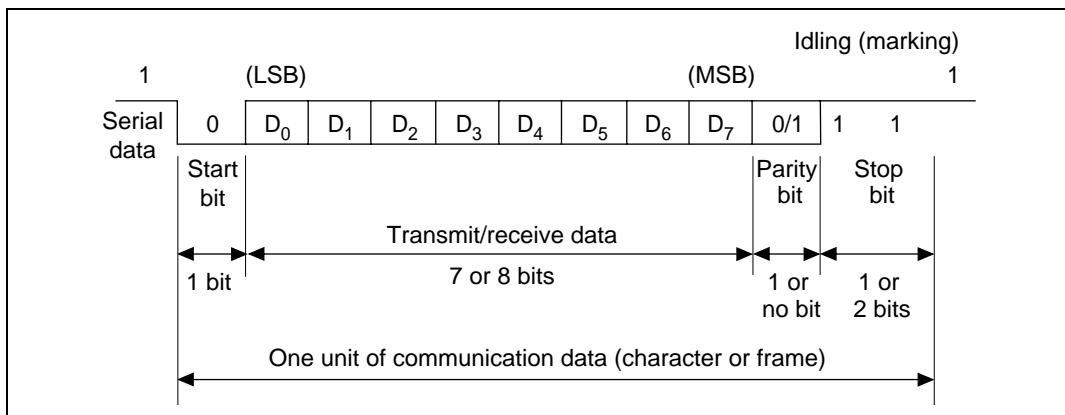 Idling (marking)
1 (LSB) (MSB) 1
Serial data 0 D0 D1 D2 D3 D4 D5 D6 D7 0/1 1 1
Start bit
Parity bit
Stop bit
Transmit/receive data
1 bit
7 or 8 bits
1 or no bit
1 or 2 bits
One unit of communication data (character or frame)